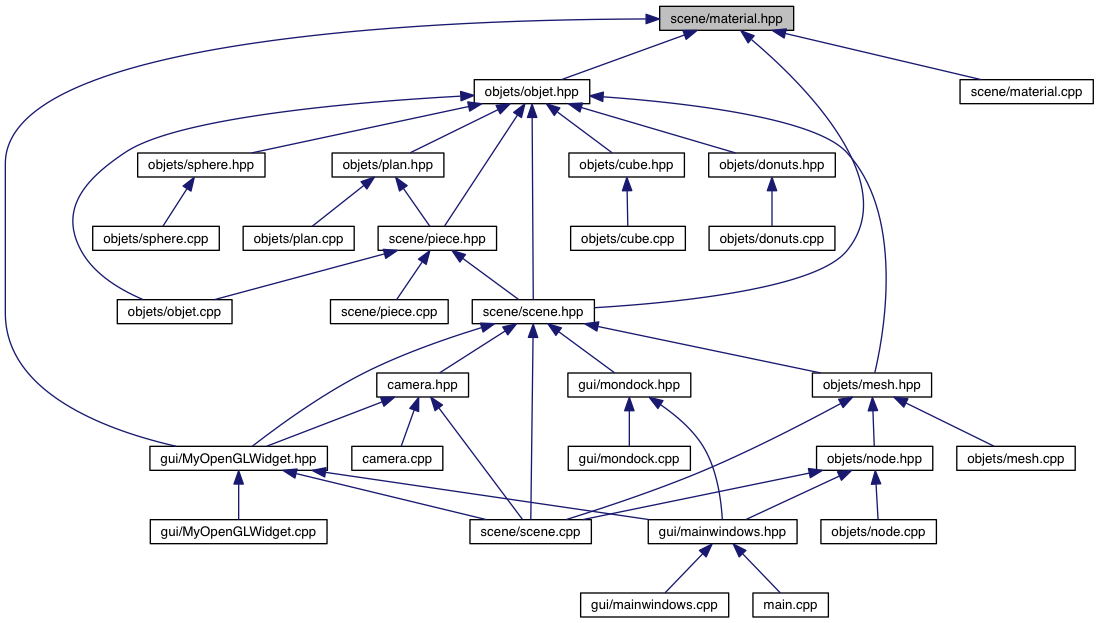 scene/material.hpp
objets/objet.hpp
scene/material.cpp
objets/sphere.hpp
objets/plan.hpp
objets/cube.hpp
objets/donuts.hpp
objets/sphere.cpp
objets/plan.cpp
scene/piece.hpp
objets/cube.cpp
objets/donuts.cpp
objets/objet.cpp
scene/piece.cpp
scene/scene.hpp
camera.hpp
gui/mondock.hpp
objets/mesh.hpp
gui/MyOpenGLWidget.hpp
camera.cpp
gui/mondock.cpp
objets/node.hpp
objets/mesh.cpp
gui/MyOpenGLWidget.cpp
scene/scene.cpp
gui/mainwindows.hpp
objets/node.cpp
gui/mainwindows.cpp
main.cpp